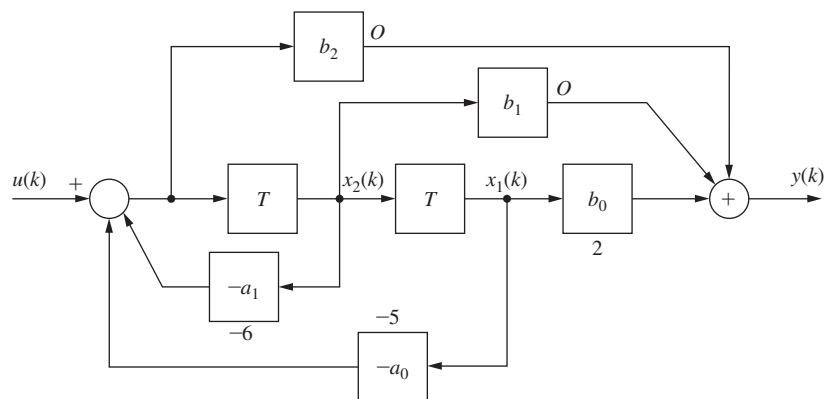 b₂
O
b₁
O
u(k)
+
T
x₂(k)
T
x₁(k)
b₀
2
+
y(k)
−a₁
−6
−5
−a₀